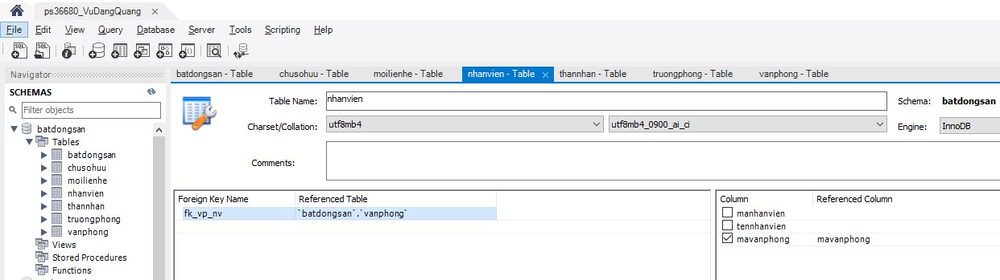 ps36680_VuDangQuang
File Edit View Query Database Server Tools Scripting Help
Navigator
SCHEMAS
Filter objects
batdongsan
Tables
batdongsan
chusohuu
moilienhe
nhanvien
thannhan
truongphong
vanphong
Views
Stored Procedures
Functions
batdongsan - Table chusohuu - Table moilienhe - Table nhanvien - Table thannhan - Table truongphong - Table vanphong - Table
Table Name: nhanvien Schema: batdongsan
Charset/Collation: utf8mb4 utf8mb4_0900_ai_ci Engine: InnoDB
Comments:
Foreign Key Name Referenced Table
fk_vp_nv `batdongsan`.`vanphong`
Column Referenced Column
manhanvien
tennhanvien
mavanphong mavanphong